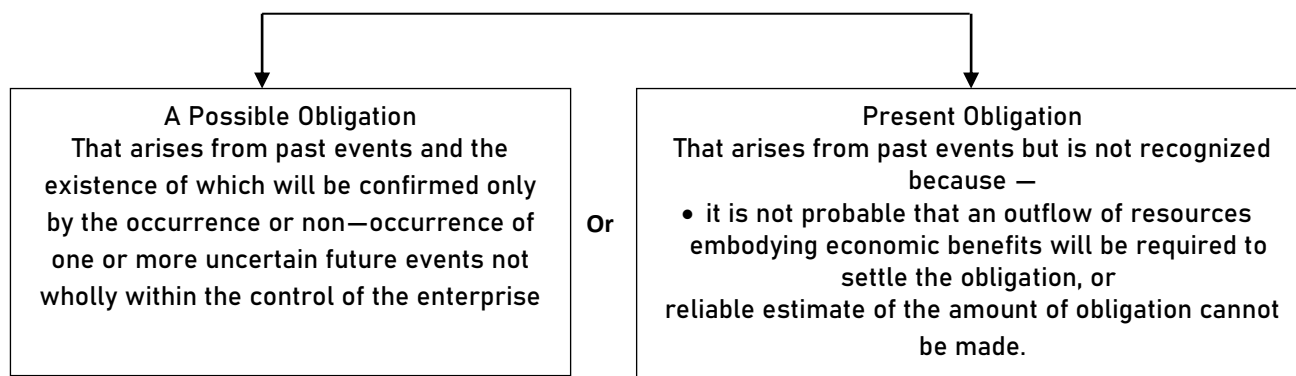 A Possible Obligation
That arises from past events and the
existence of which will be confirmed only
by the occurrence or non—occurrence of
one or more uncertain future events not
wholly within the control of the enterprise
Or
Present Obligation
That arises from past events but is not recognized
because —
• it is not probable that an outflow of resources
embodying economic benefits will be required to
settle the obligation, or
reliable estimate of the amount of obligation cannot
be made.